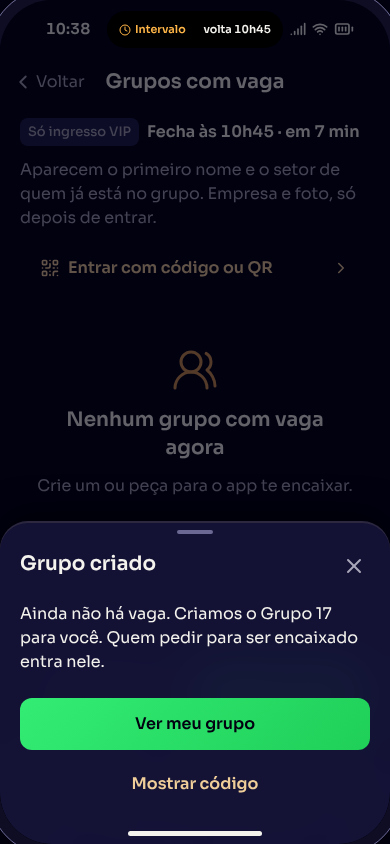 10:38
Intervalo volta 10h45
Voltar
Grupos com vaga
Só ingresso VIP
Fecha às 10h45 · em 7 min
Aparecem o primeiro nome e o setor de
quem já está no grupo. Empresa e foto, só
depois de entrar.
Entrar com código ou QR
Nenhum grupo com vaga
agora
Crie um ou peça para o app te encaixar.
Grupo criado
Ainda não há vaga. Criamos o Grupo 17
para você. Quem pedir para ser encaixado
entra nele.
Ver meu grupo
Mostrar código